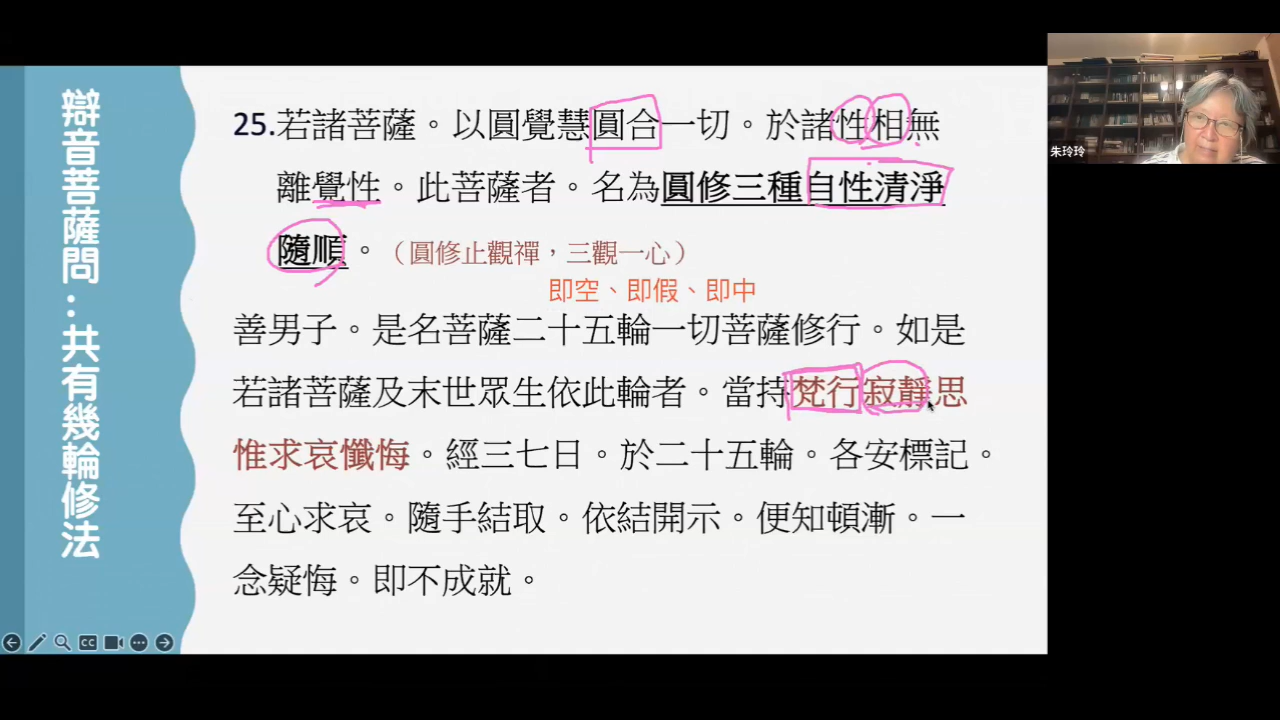 辯音菩薩問：共有幾輪修法
25.若諸菩薩。以圓覺慧圓合一切。於諸性相無
離覺性。此菩薩者。名為圓修三種自性清淨
隨順。（圓修止觀禪，三觀一心）
即空、即假、即中
善男子。是名菩薩二十五輪一切菩薩修行。如是
若諸菩薩及末世眾生依此輪者。當持梵行寂靜思
惟求哀懺悔。經三七日。於二十五輪。各安標記。
至心求哀。隨手結取。依結開示。便知頓漸。一
念疑悔。即不成就。
朱玲玲
CC